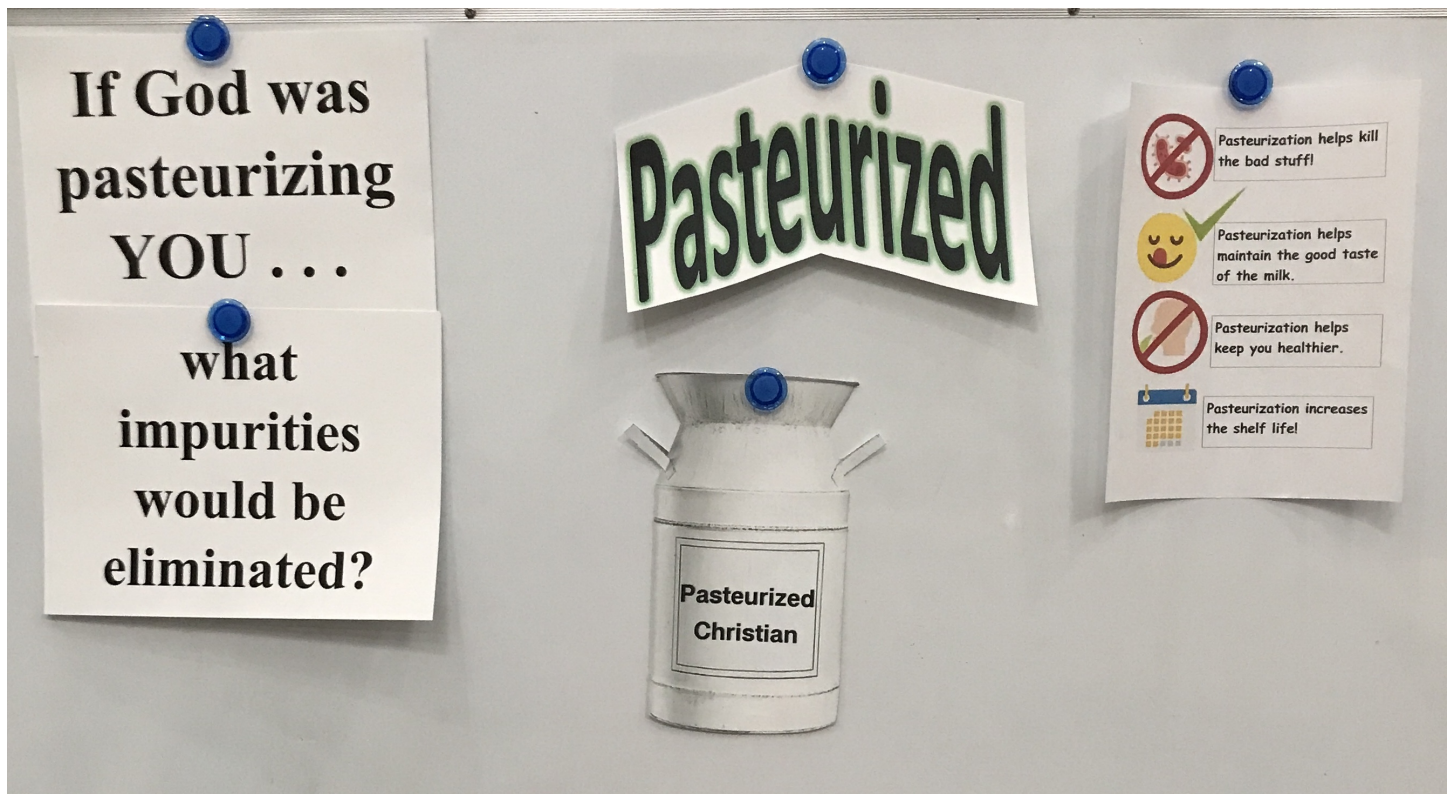 If God was
pasteurizing
YOU . . .
what
impurities
would be
eliminated?
Pasteurized
Pasteurized
Christian
Pasteurization helps kill
the bad stuff!
Pasteurization helps
maintain the good taste
of the milk.
Pasteurization helps
keep you healthier.
Pasteurization increases
the shelf life!